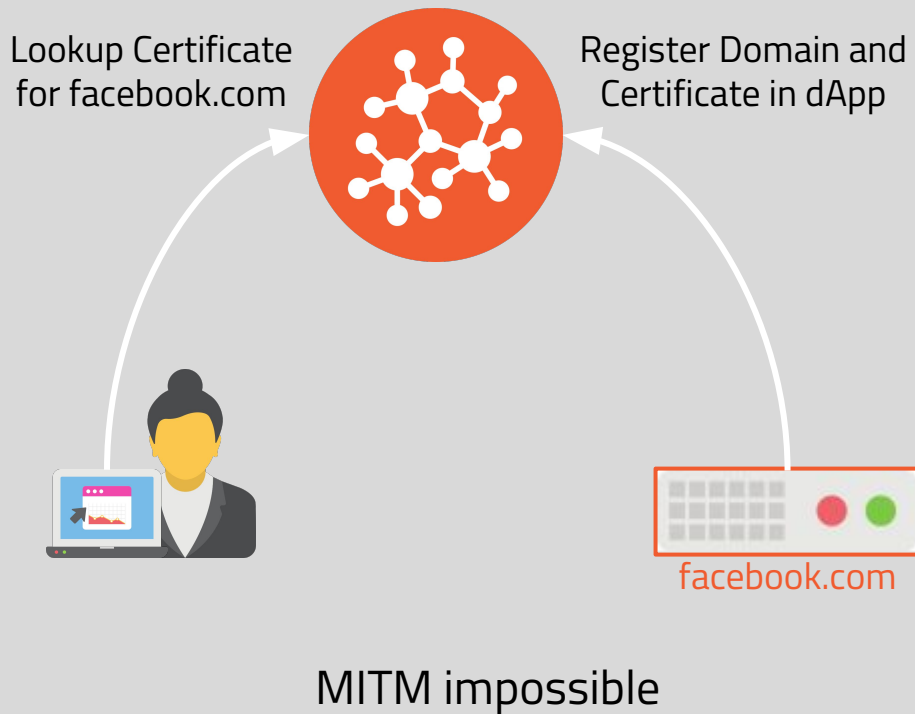 Lookup Certificate
for facebook.com
Register Domain and
Certificate in dApp
facebook.com
MITM impossible